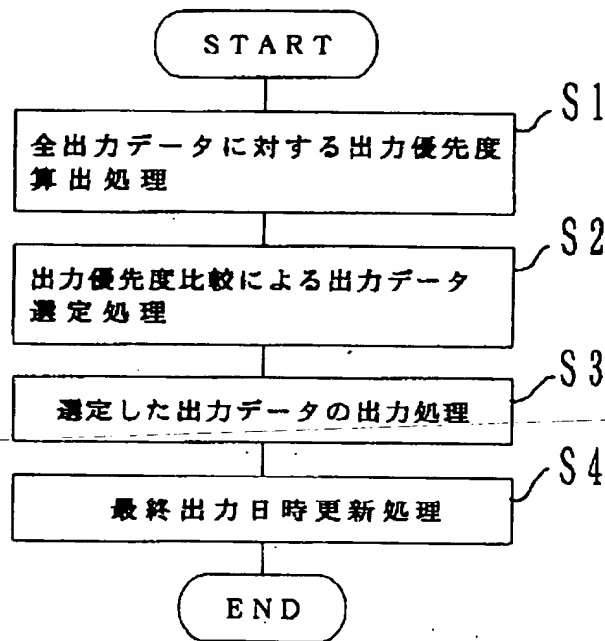 START
S1
全出力データに対する出力優先度
算出処理
S2
出力優先度比較による出力データ
選定処理
S3
選定した出力データの出力処理
S4
最終出力日時更新処理
END